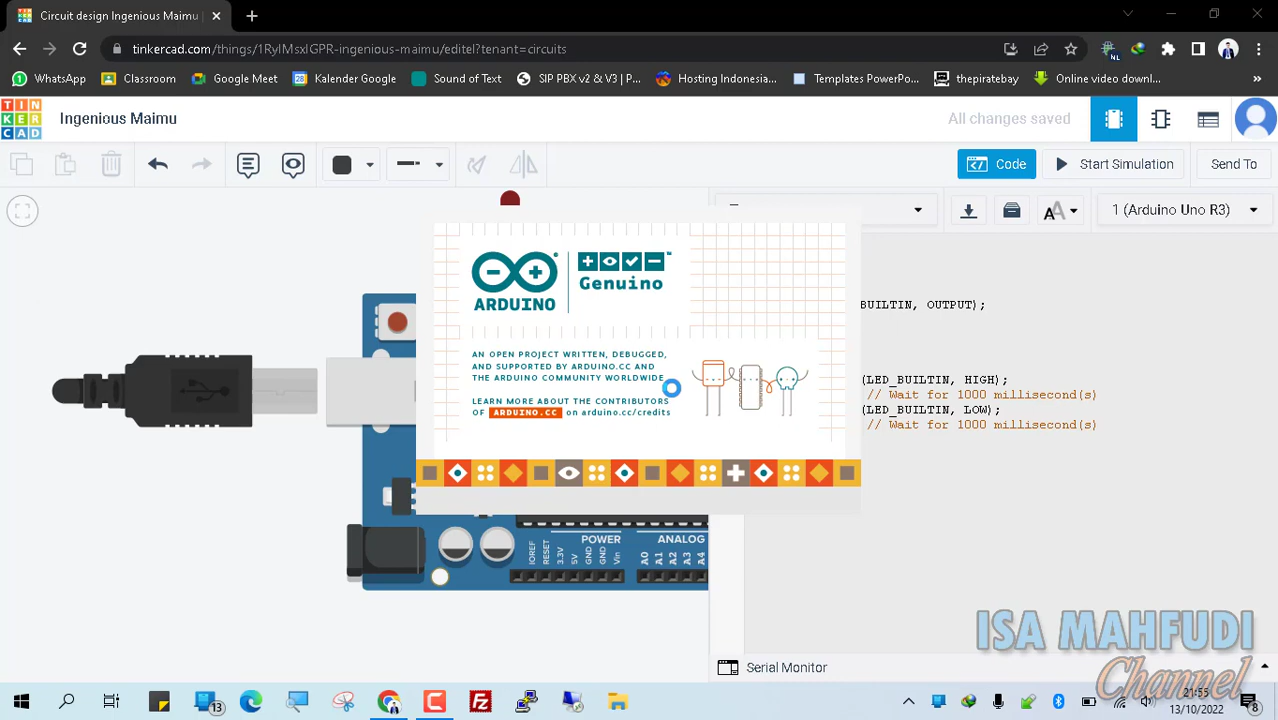 Circuit design Ingenious Maimu |
tinkercad.com/things/1RylMsxlGPR-ingenious-maimu/editel?tenant=circuits
NL
WhatsApp
Classroom
Google Meet
28
Kalender Google
Sound of Text
SIP PBX v2 & V3 | P...
Hosting Indonesia...
Templates PowerPo...
thepiratebay
Online video downl...
»
TIN
KER
CAD
Ingenious Maimu
All changes saved
Code
Start Simulation
Send To
1 (Arduino Uno R3)
ARDUINO
Genuino
TM
AN OPEN PROJECT WRITTEN, DEBUGGED,
AND SUPPORTED BY ARDUINO.CC AND
THE ARDUINO COMMUNITY WORLDWIDE
LEARN MORE ABOUT THE CONTRIBUTORS
OF ARDUINO.CC on arduino.cc/credits
BUILTIN, OUTPUT);
(LED_BUILTIN, HIGH);
// Wait for 1000 millisecond(s)
(LED_BUILTIN, LOW);
// Wait for 1000 millisecond(s)
POWER
ANALOG
IOREF
RESET
3.3V
5V
GND
GND
Vin
A0
A1
A2
A3
A4
ISA MAHFUDI
Channel
Serial Monitor
13
13/10/2022
8